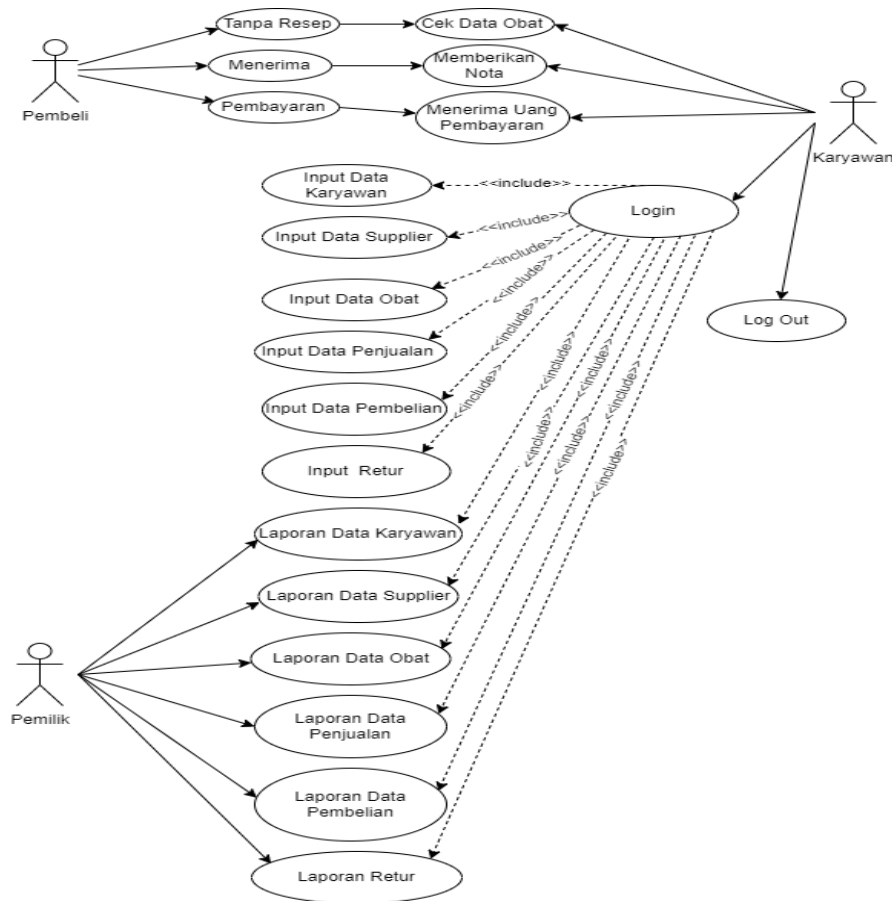 Tanpa Resep
Cek Data Obat
Menerima
Memberikan
Nota
Pembeli
Pembayaran
Menerima Uang
Pembayaran
Karyawan
Input Data
Karyawan
<<include>>
Login
Input Data Supplier
<<include>>
<<include>>
Input Data Obat
<<include>>
Log Out
Input Data Penjualan
<<include>>
<<include>>
Input Data Pembelian
<<include>>
<<include>>
<<include>>
<<include>>
<<include>>
<<include>>
Input Retur
Laporan Data Karyawan
Laporan Data Supplier
Laporan Data Obat
Pemilik
Laporan Data
Penjualan
Laporan Data
Pembelian
Laporan Retur